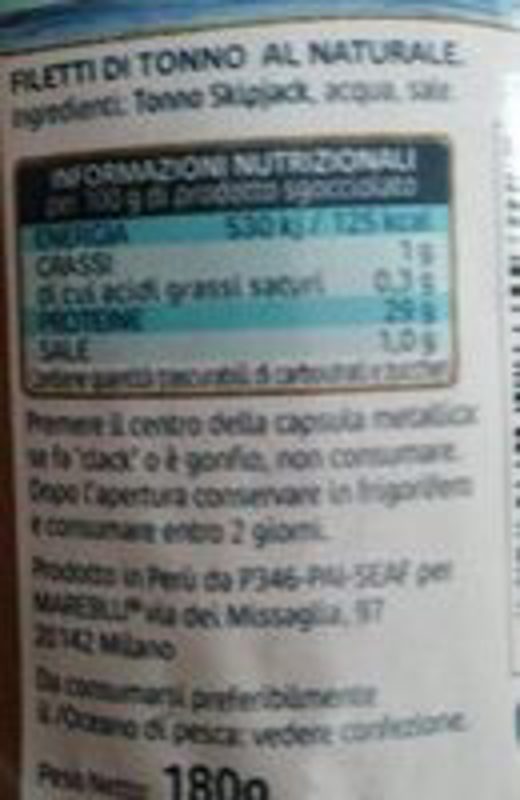 FILETTI DI TONNO AL NATURALE.
Ingredienti: Tonno Skipjack, acqua, sale.
INFORMAZIONI NUTRIZIONALI
per 100 g di prodotto sgocciolato
ENERGIA 530 kJ / 125 kcal
GRASSI 1 g
di cui acidi grassi saturi 0,3 g
PROTEINE 29 g
SALE 1,0 g
contiene quantità trascurabili di carboidrati e zuccheri
Premere il centro della capsula metallica:
se fa "clack" o è gonfio, non consumare.
Dopo l'apertura conservare in frigorifero
e consumare entro 2 giorni.
Prodotto in Perù da P346-PAI-SEAF per
MAREBLU® via dei Missaglia, 97
20142 Milano
Da consumarsi preferibilmente
il /Oceano di pesca: vedere confezione.
Peso Netto: 180g